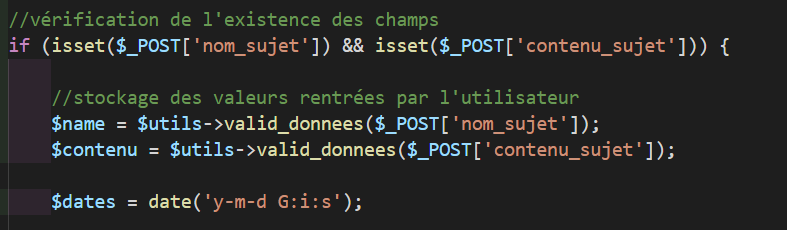 //vérification de l'existence des champs
if (isset($_POST['nom_sujet']) && isset($_POST['contenu_sujet'])) {
//stockage des valeurs rentrées par l'utilisateur
$name = $utils->valid_donnees($_POST['nom_sujet']);
$contenu = $utils->valid_donnees($_POST['contenu_sujet']);
$dates = date('y-m-d G:i:s');